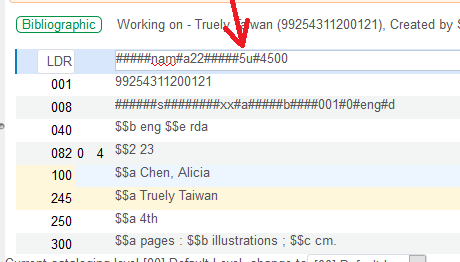 Bibliographic Working on - Truely Taiwan (99254311200121), Created by S
LDR #####nam#a22#####5u#4500
001 99254311200121
008 ######s########xx#a#####b####001#0#eng#d
040 $$b eng $$e rda
082 0 4 $$2 23
100 $$a Chen, Alicia
245 $$a Truely Taiwan
250 $$a 4th
300 $$a pages : $$b illustrations ; $$c cm.
Current cataloging level [00] Default Level, change to